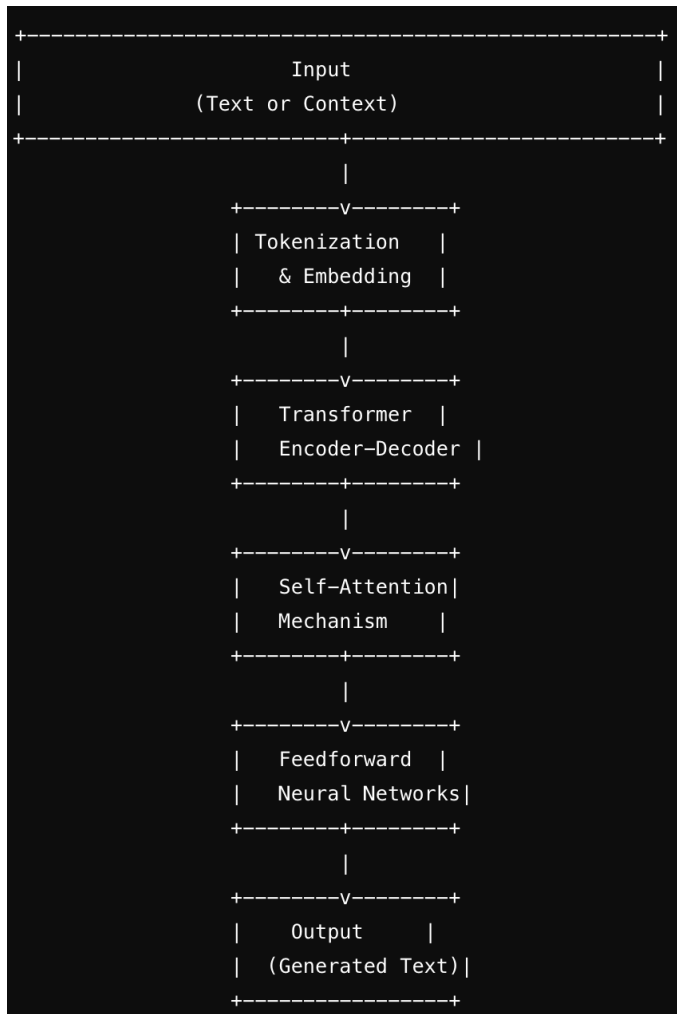 Input
(Text or Context)
Tokenization
& Embedding
Transformer
Encoder-Decoder
Self-Attention
Mechanism
Feedforward
Neural Networks
Output
(Generated Text)